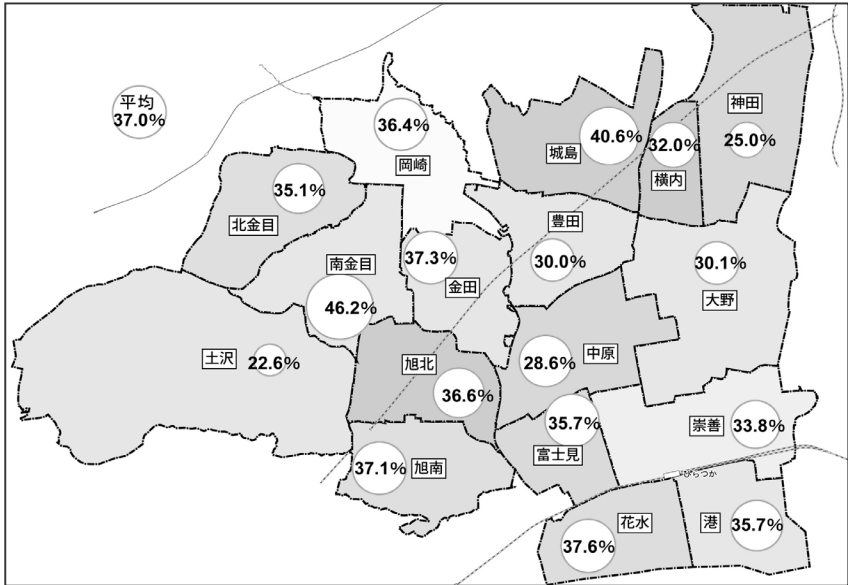 平均
37.0%
神田
25.0%
36.4%
岡崎
40.6%
城島
32.0%
横内
35.1%
北金目
豊田
30.0%
30.1%
大野
南金目
46.2%
37.3%
金田
土沢
22.6%
旭北
36.6%
28.6%
中原
35.7%
富士見
崇善
33.8%
37.1%
旭南
ひらつか
花水
37.6%
港
35.7%